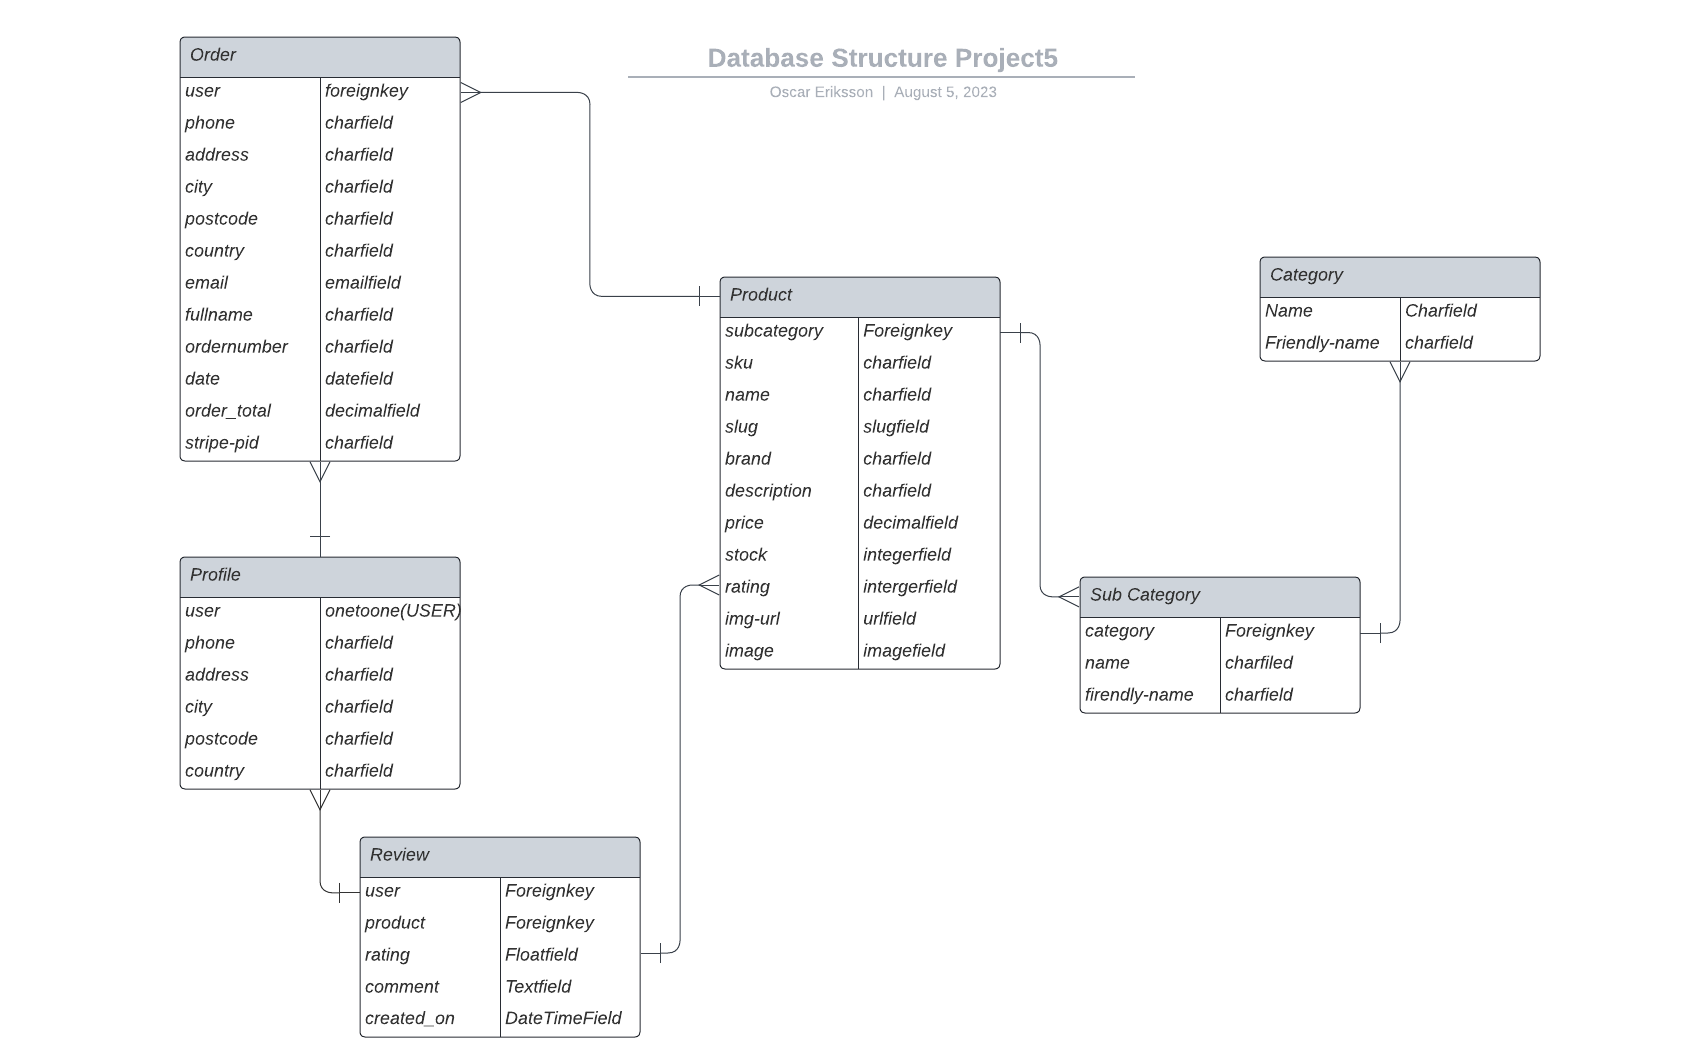 Database Structure Project5
Oscar Eriksson | August 5, 2023
Order
user foreignkey
phone charfield
address charfield
city charfield
postcode charfield
country charfield
email emailfield
fullname charfield
ordernumber charfield
date datefield
order_total decimalfield
stripe-pid charfield
Profile
user onetoone(USER)
phone charfield
address charfield
city charfield
postcode charfield
country charfield
Review
user Foreignkey
product Foreignkey
rating Floatfield
comment Textfield
created_on DateTimeField
Product
subcategory Foreignkey
sku charfield
name charfield
slug slugfield
brand charfield
description charfield
price decimalfield
stock integerfield
rating intergerfield
img-url urlfield
image imagefield
Sub Category
category Foreignkey
name charfiled
firendly-name charfield
Category
Name Charfield
Friendly-name charfield